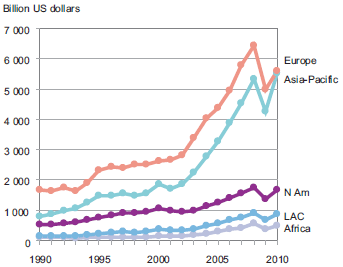 Billion US dollars
7 000
6 000
Europe
Asia-Pacific
5 000
4 000
3 000
2 000
N Am
1 000
LAC
Africa
0
1990 1995 2000 2005 2010